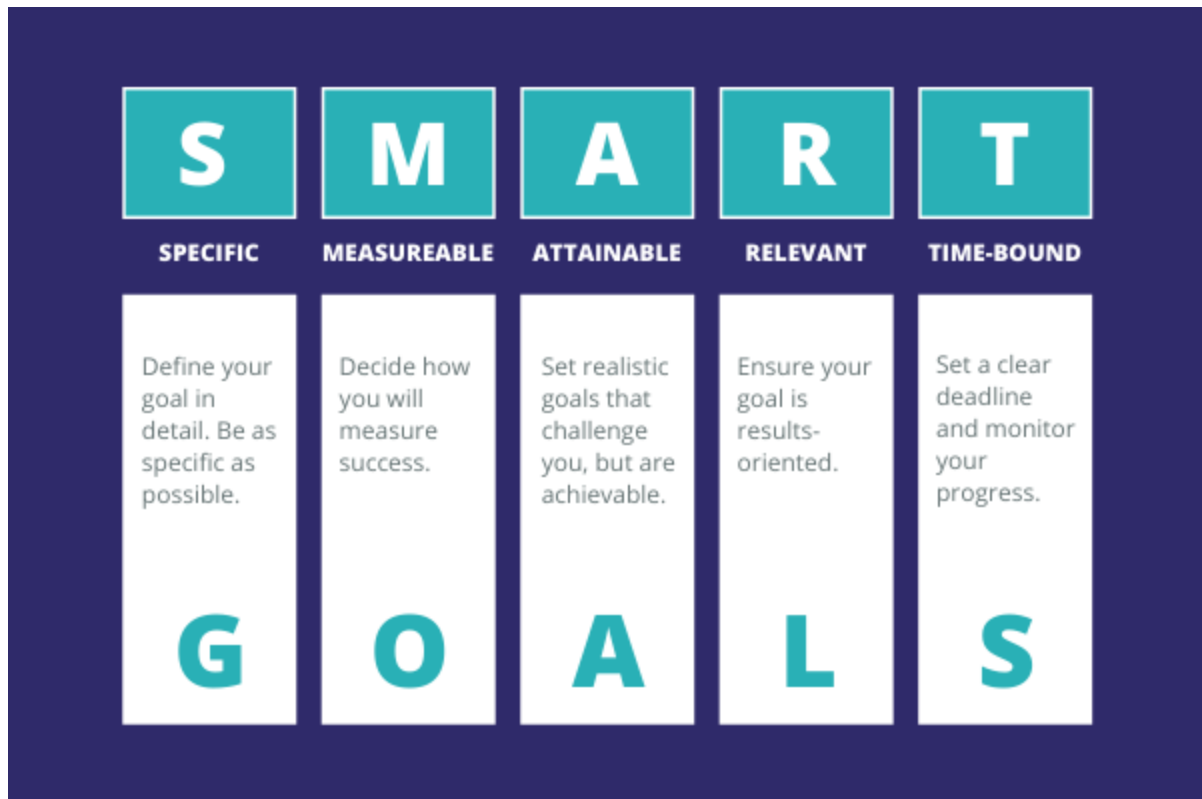 S M A R T
SPECIFIC MEASUREABLE ATTAINABLE RELEVANT TIME-BOUND
Define your
goal in
detail. Be as
specific as
possible.
Decide how
you will
measure
success.
Set realistic
goals that
challenge
you, but are
achievable.
Ensure your
goal is
results-
oriented.
Set a clear
deadline
and monitor
your
progress.
G O A L S